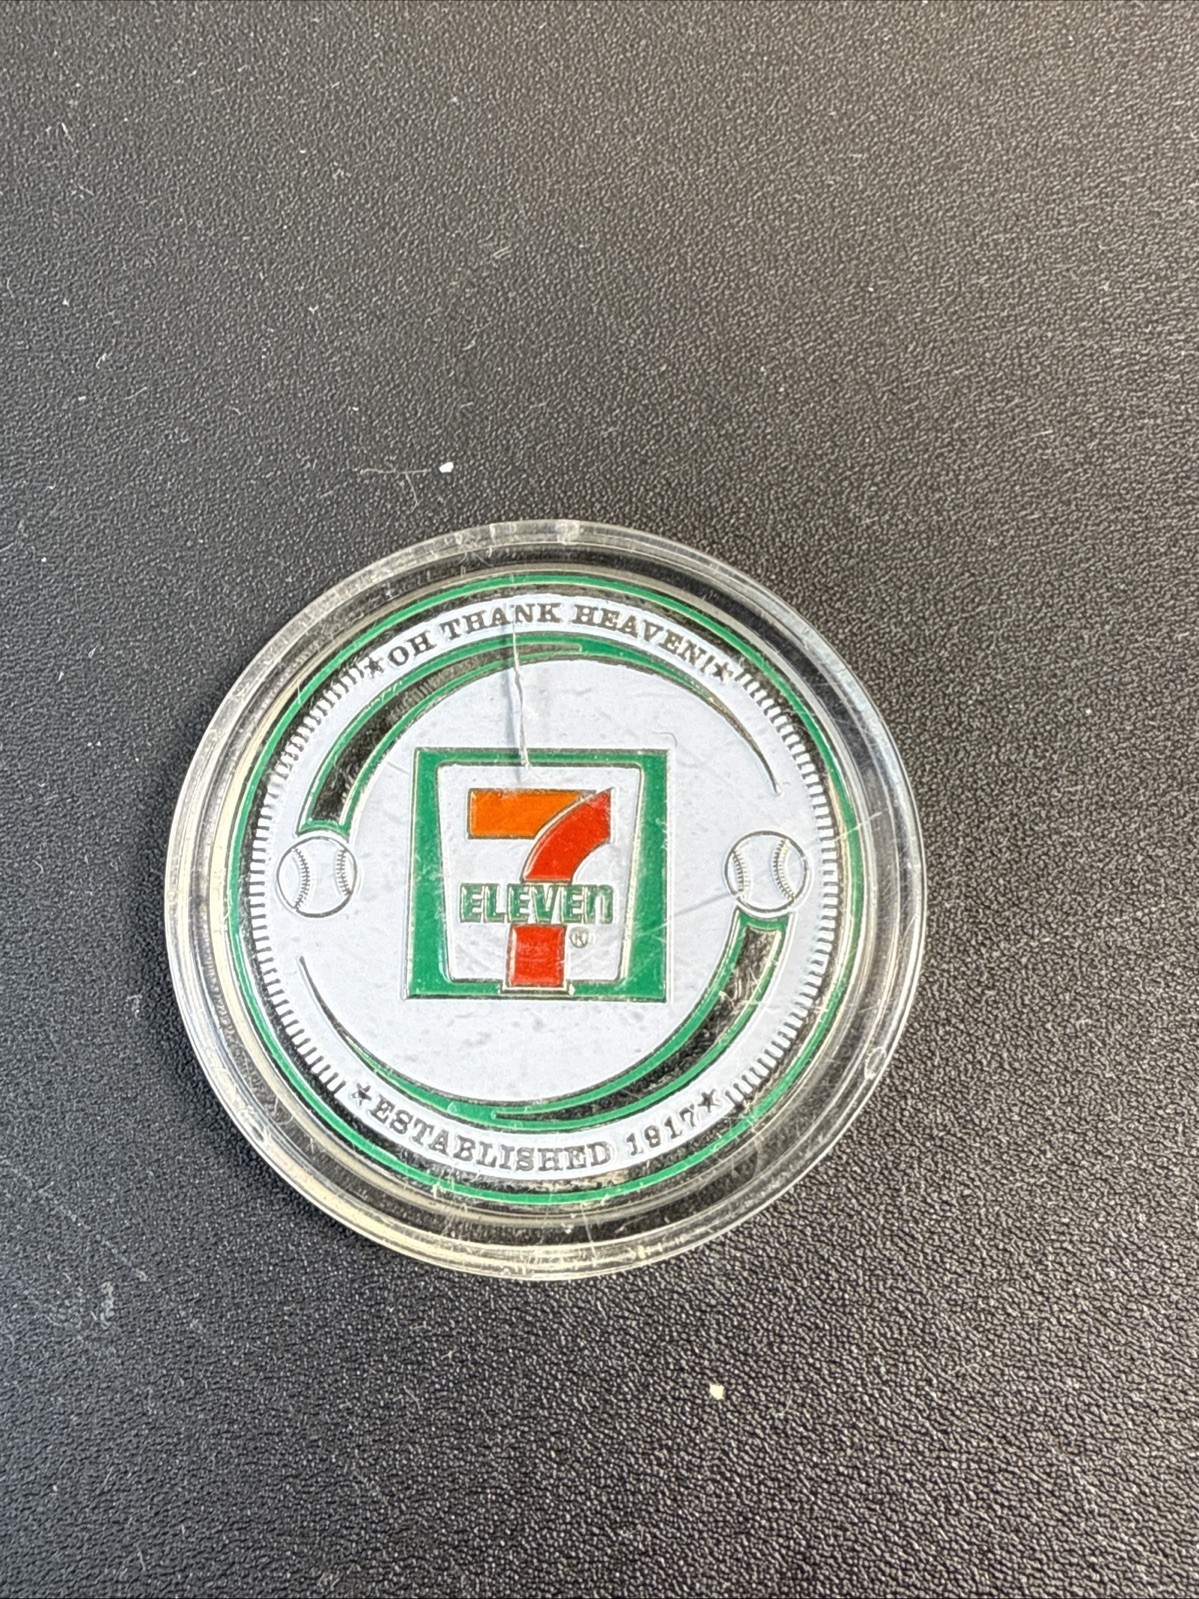 ★OH THANK HEAVEN!★
7
ELEVEn
®
★ESTABLISHED 1917★